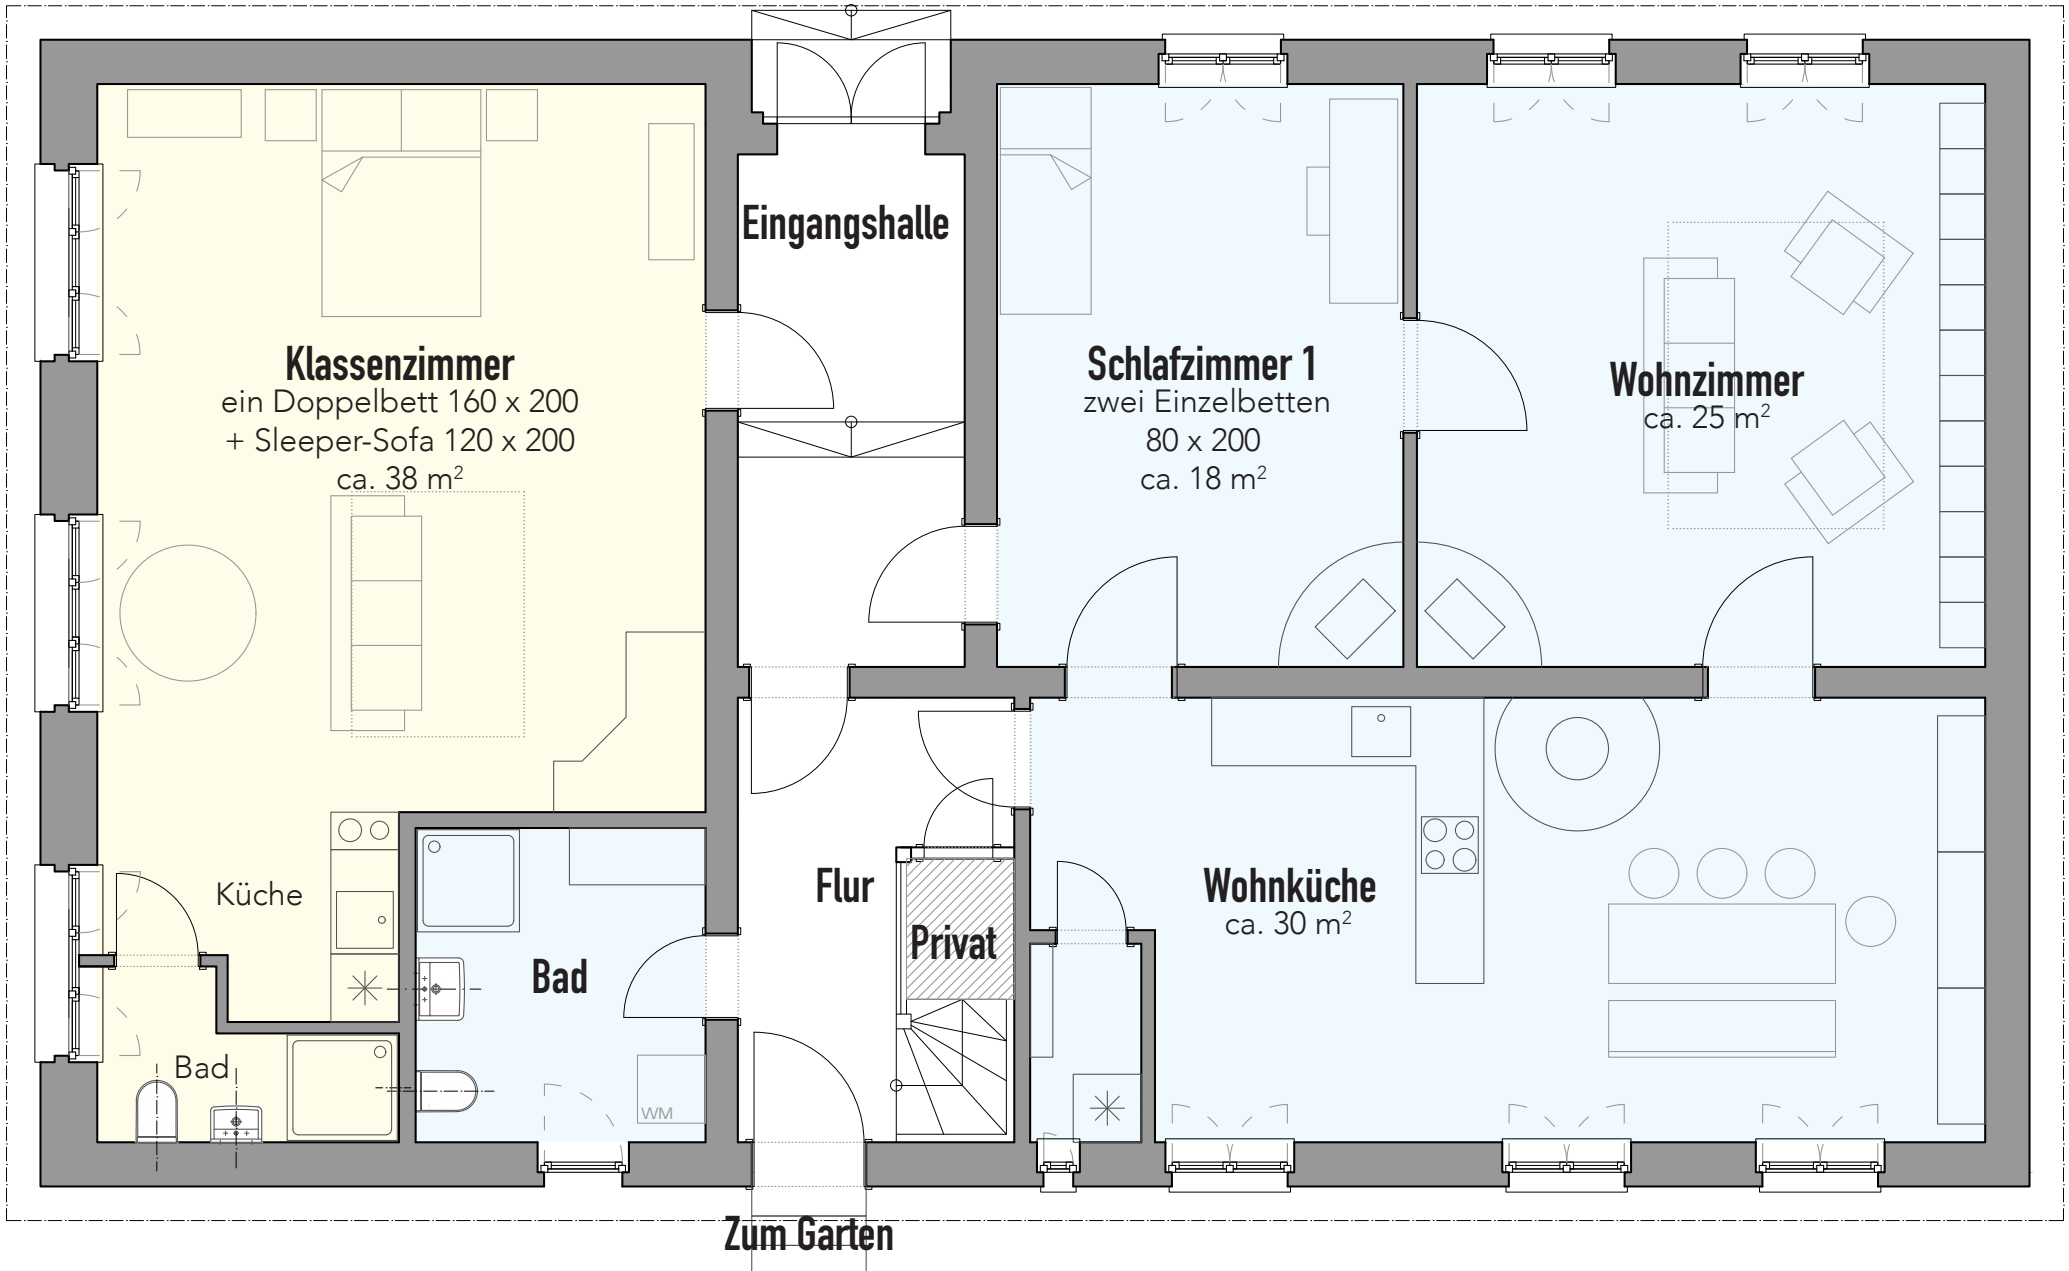 Eingangshalle
Klassenzimmer
ein Doppelbett 160 x 200
+ Sleeper-Sofa 120 x 200
ca. 38 m²
Schlafzimmer 1
zwei Einzelbetten
80 x 200
ca. 18 m²
Wohnzimmer
ca. 25 m²
Küche
Bad
Bad
WM
Flur
Privat
Wohnküche
ca. 30 m²
Zum Garten